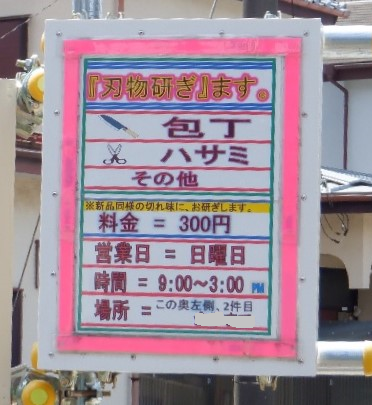 『刃物研ぎ』ます。
包丁
ハサミ
その他
※新品同様の切れ味に、お研ぎします。
料金 = 300円
営業日 = 日曜日
時間 = 9:00～3:00 PM
場所 = この奥左側、2件目